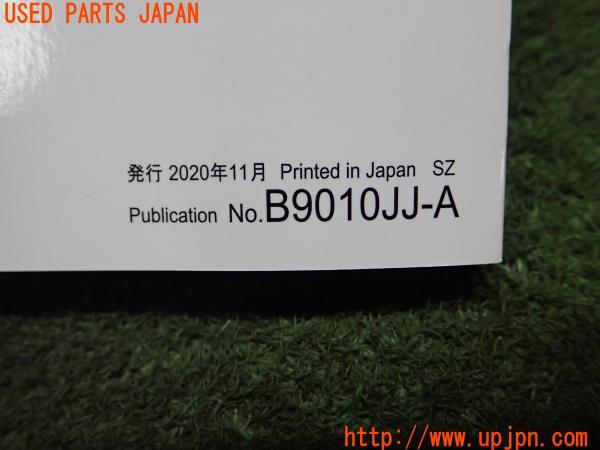 USED PARTS JAPAN
発行 2020年11月 Printed in Japan SZ
Publication No.B9010JJ-A
http://www.upjpn.com